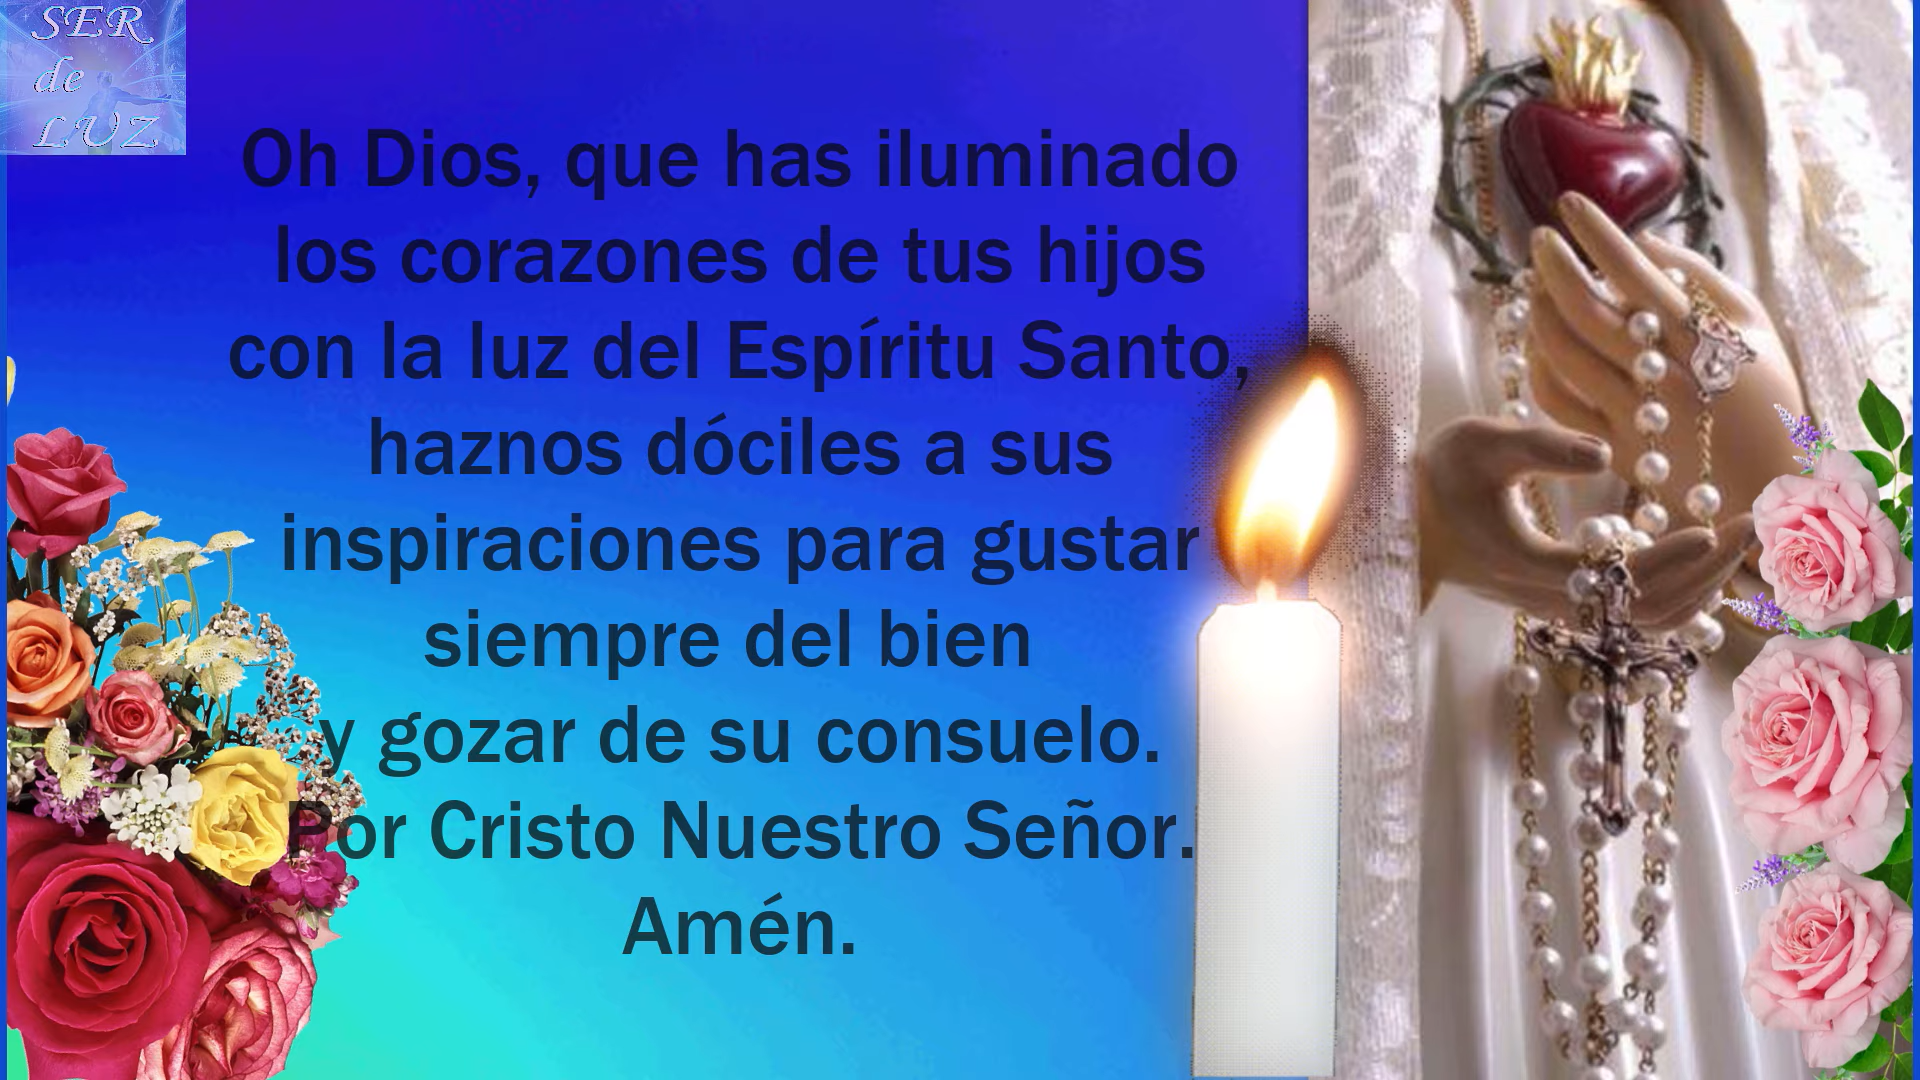 SER
de
LUZ
Oh Dios, que has iluminado
los corazones de tus hijos
con la luz del Espíritu Santo,
haznos dóciles a sus
inspiraciones para gustar
siempre del bien
y gozar de su consuelo.
Por Cristo Nuestro Señor.
Amén.